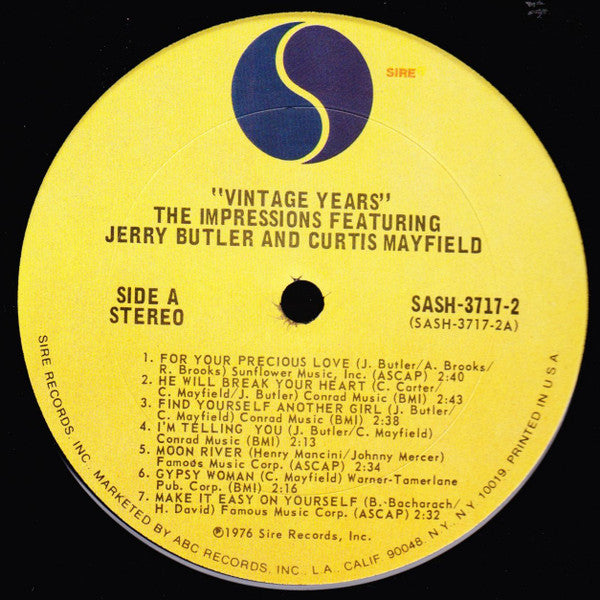 SIRE
"VINTAGE YEARS"
THE IMPRESSIONS FEATURING
JERRY BUTLER AND CURTIS MAYFIELD
SIDE A
STEREO
SASH-3717-2
(SASH-3717-2A)
1. FOR YOUR PRECIOUS LOVE (J. Butler/A. Brooks/
R. Brooks) Sunflower Music, Inc. (ASCAP) 2:40
2. HE WILL BREAK YOUR HEART (C. Carter/
C. Mayfield/J. Butler) Conrad Music (BMI) 2:43
3. FIND YOURSELF ANOTHER GIRL (J. Butler/
C. Mayfield) Conrad Music (BMI) 2:38
4. I'M TELLING YOU (J. Butler/C. Mayfield)
Conrad Music (BMI) 2:13
5. MOON RIVER (Henry Mancini/Johnny Mercer)
Famous Music Corp. (ASCAP) 2:34
6. GYPSY WOMAN (C. Mayfield) Warner-Tamerlane
Pub. Corp. (BMI) 2:16
7. MAKE IT EASY ON YOURSELF (B. Bacharach/
H. David) Famous Music Corp. (ASCAP) 2:32
℗1976 Sire Records, Inc.
SIRE RECORDS, INC. MARKETED BY ABC RECORDS, INC., L.A., CALIF 90048, N.Y., N.Y. 10019 PRINTED IN U S A